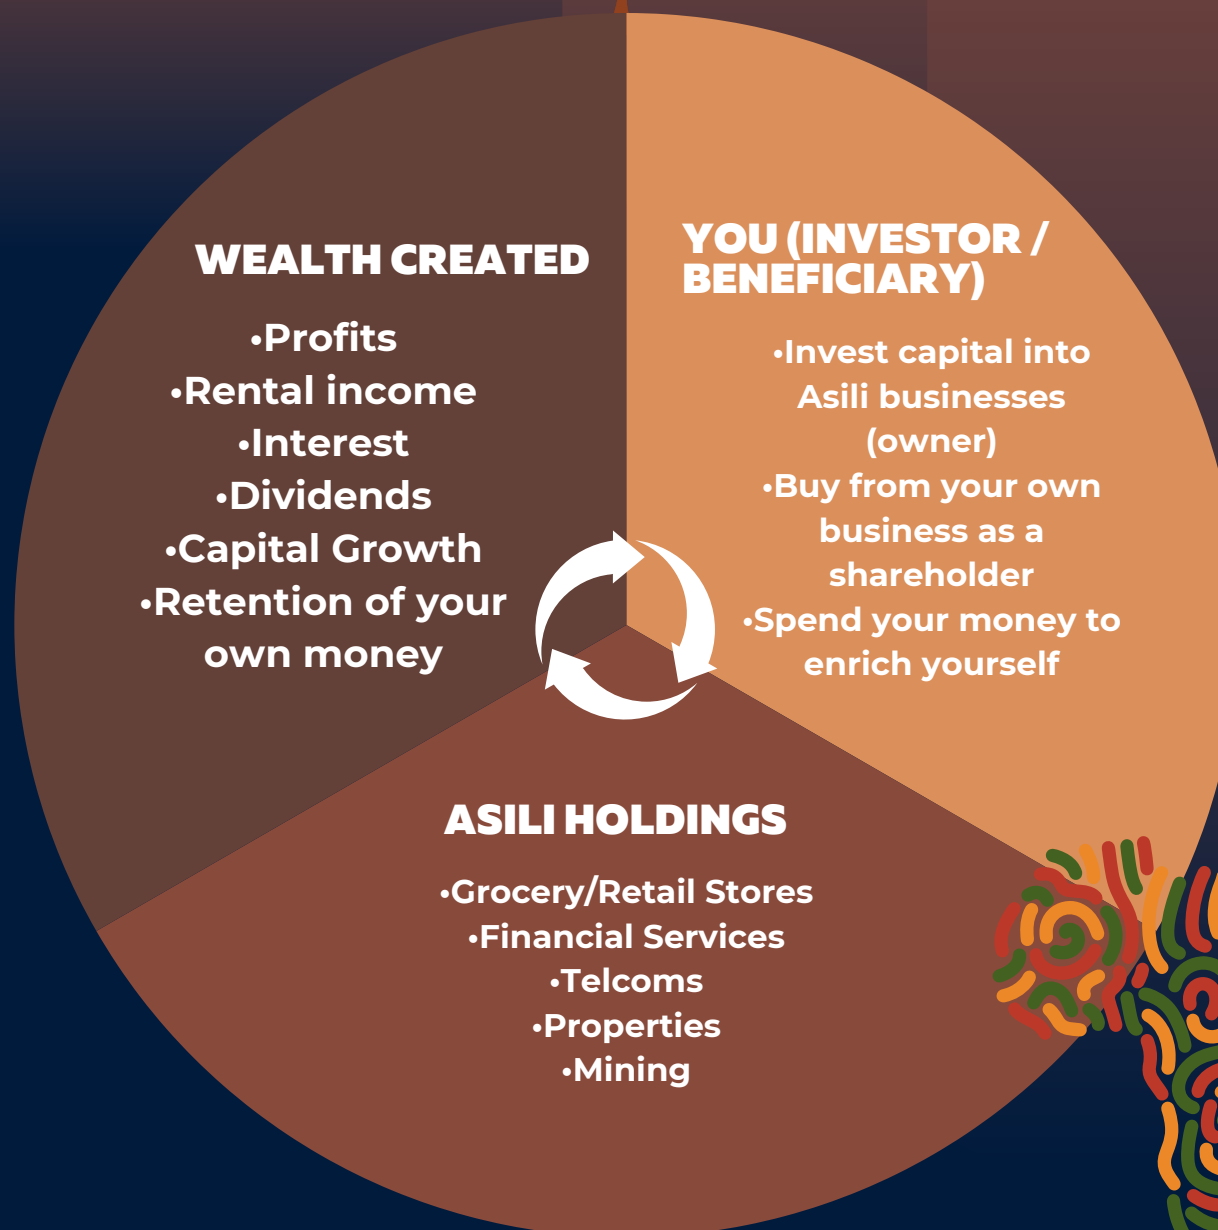 WEALTH CREATED
•Profits
•Rental income
•Interest
•Dividends
•Capital Growth
•Retention of your
own money
YOU (INVESTOR /
BENEFICIARY)
•Invest capital into
Asili businesses
(owner)
•Buy from your own
business as a
shareholder
•Spend your money to
enrich yourself
ASILI HOLDINGS
•Grocery/Retail Stores
•Financial Services
•Telcoms
•Properties
•Mining